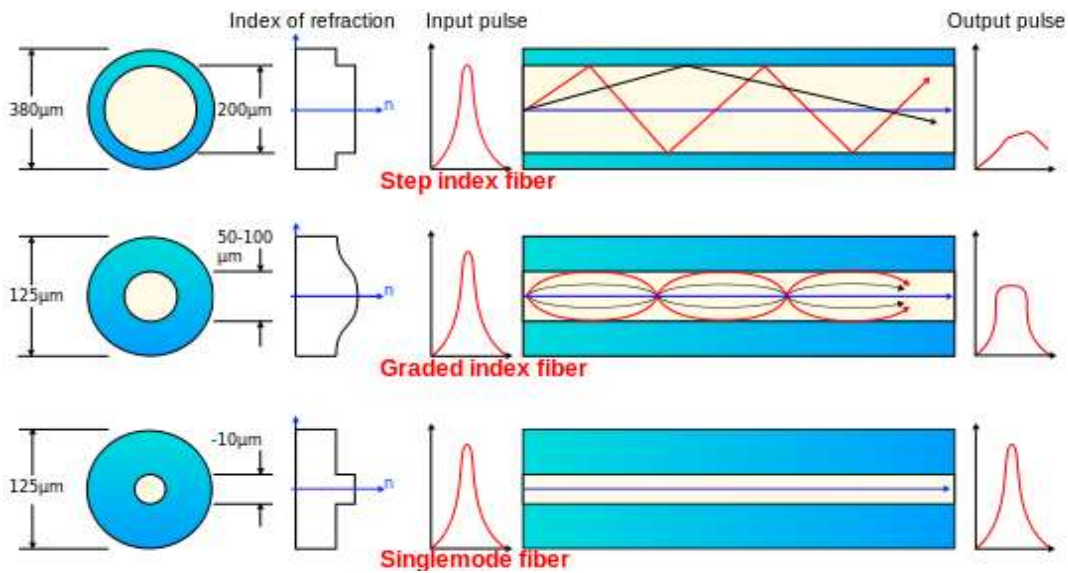 Index of refraction
Input pulse
Output pulse
380µm
200µm
n
Step index fiber
125µm
50-100
µm
n
Graded index fiber
125µm
-10µm
n
Singlemode fiber